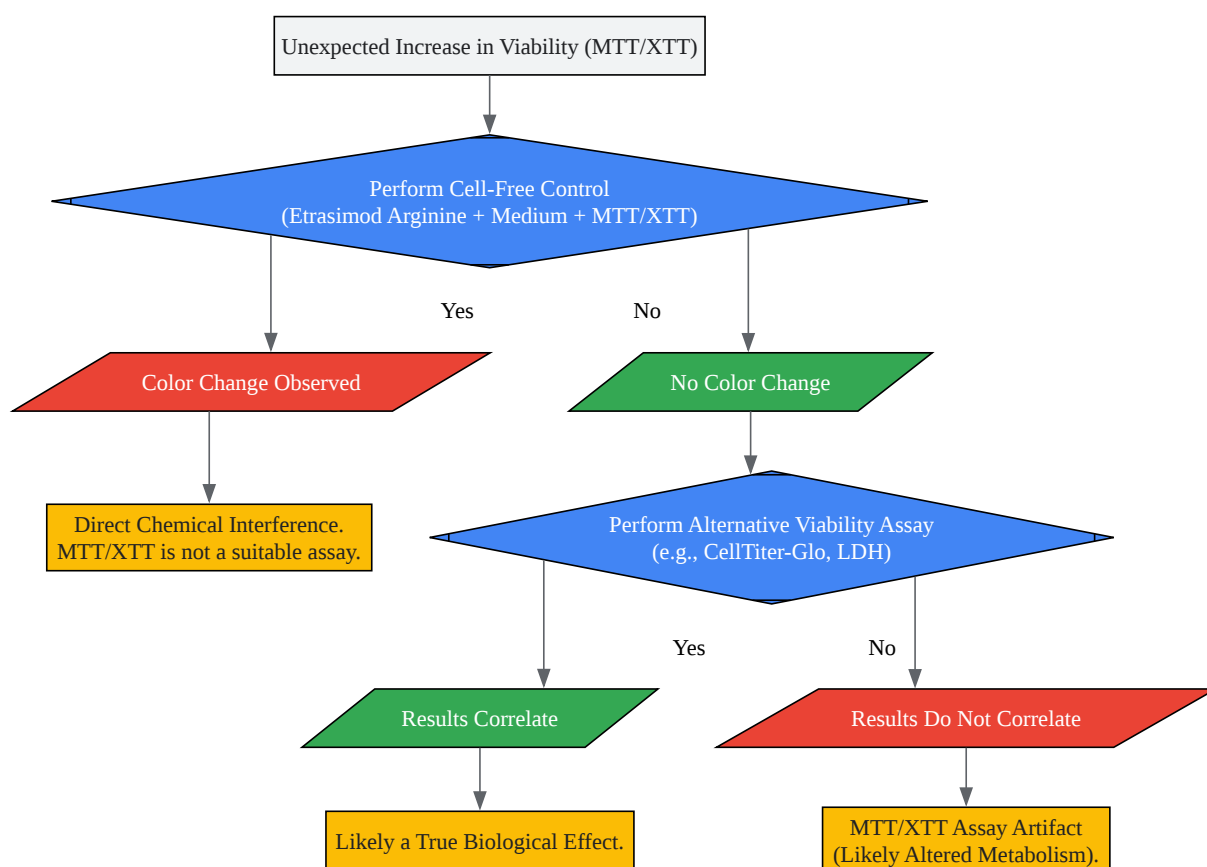 Unexpected Increase in Viability (MTT/XTT)
Perform Cell-Free Control
(Etrasimod Arginine + Medium + MTT/XTT)
Yes
No
Color Change Observed
No Color Change
Direct Chemical Interference.
MTT/XTT is not a suitable assay.
Perform Alternative Viability Assay
(e.g., CellTiter-Glo, LDH)
Yes
No
Results Correlate
Results Do Not Correlate
Likely a True Biological Effect.
MTT/XTT Assay Artifact
(Likely Altered Metabolism).